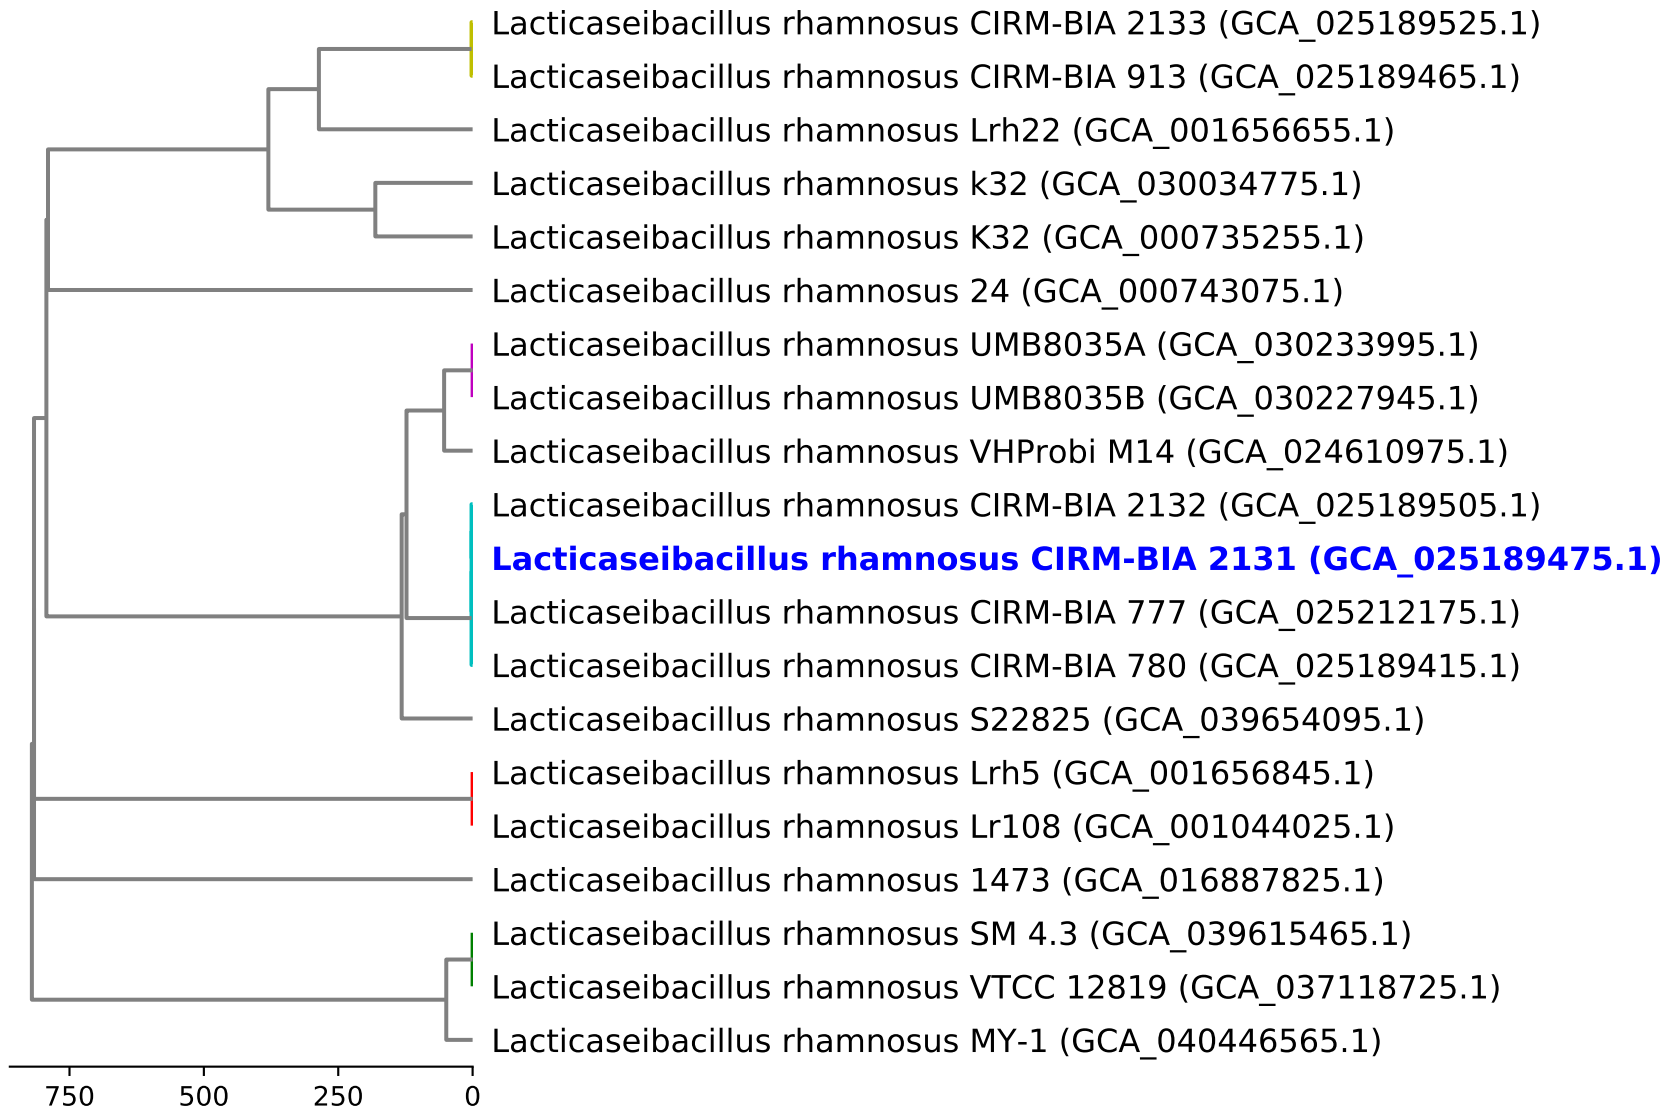 Lacticaseibacillus rhamnosus CIRM-BIA 2133 (GCA_025189525.1)
Lacticaseibacillus rhamnosus CIRM-BIA 913 (GCA_025189465.1)
Lacticaseibacillus rhamnosus Lrh22 (GCA_001656655.1)
Lacticaseibacillus rhamnosus k32 (GCA_030034775.1)
Lacticaseibacillus rhamnosus K32 (GCA_000735255.1)
Lacticaseibacillus rhamnosus 24 (GCA_000743075.1)
Lacticaseibacillus rhamnosus UMB8035A (GCA_030233995.1)
Lacticaseibacillus rhamnosus UMB8035B (GCA_030227945.1)
Lacticaseibacillus rhamnosus VHProbi M14 (GCA_024610975.1)
Lacticaseibacillus rhamnosus CIRM-BIA 2132 (GCA_025189505.1)
Lacticaseibacillus rhamnosus CIRM-BIA 2131 (GCA_025189475.1)
Lacticaseibacillus rhamnosus CIRM-BIA 777 (GCA_025212175.1)
Lacticaseibacillus rhamnosus CIRM-BIA 780 (GCA_025189415.1)
Lacticaseibacillus rhamnosus S22825 (GCA_039654095.1)
Lacticaseibacillus rhamnosus Lrh5 (GCA_001656845.1)
Lacticaseibacillus rhamnosus Lr108 (GCA_001044025.1)
Lacticaseibacillus rhamnosus 1473 (GCA_016887825.1)
Lacticaseibacillus rhamnosus SM 4.3 (GCA_039615465.1)
Lacticaseibacillus rhamnosus VTCC 12819 (GCA_037118725.1)
Lacticaseibacillus rhamnosus MY-1 (GCA_040446565.1)
750 500 250 0